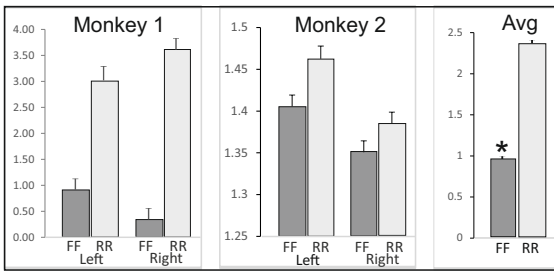 Monkey 1
4.00
3.50
3.00
2.50
2.00
1.50
1.00
0.50
0.00
FF RR FF RR
Left Right
Monkey 2
1.5
1.45
1.4
1.35
1.3
1.25
FF RR FF RR
Left Right
Avg
2.5
2
1.5
1
0.5
0
*
FF RR